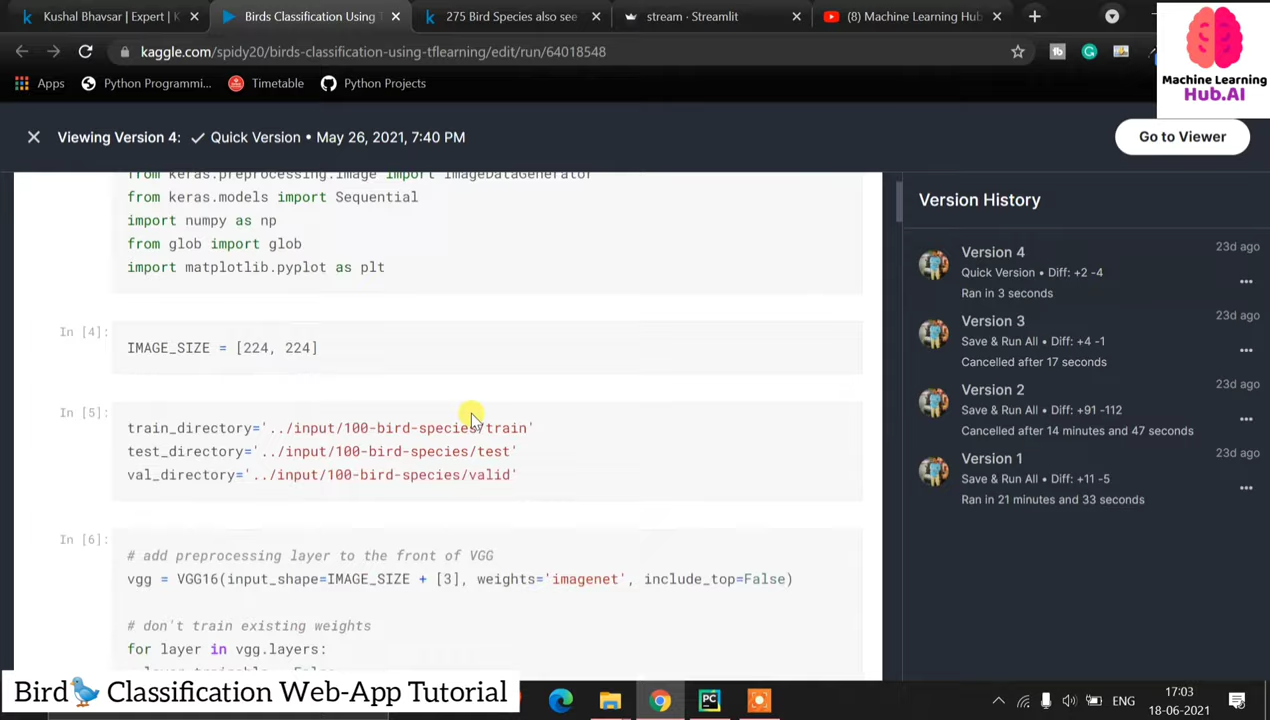 Kushal Bhavsar | Expert | K
Birds Classification Using T
275 Bird Species also see
stream · Streamlit
(8) Machine Learning Hub
kaggle.com/spidy20/birds-classification-using-tflearning/edit/run/64018548
Apps
Python Programmi...
Timetable
Python Projects
Machine Learning
Hub.AI
Viewing Version 4:
Quick Version • May 26, 2021, 7:40 PM
Go to Viewer
from keras.preprocessing.image import ImageDataGenerator
from keras.models import Sequential
import numpy as np
from glob import glob
import matplotlib.pyplot as plt
In [4]:
IMAGE_SIZE = [224, 224]
In [5]:
train_directory='../input/100-bird-species/train'
test_directory='../input/100-bird-species/test'
val_directory='../input/100-bird-species/valid'
In [6]:
# add preprocessing layer to the front of VGG
vgg = VGG16(input_shape=IMAGE_SIZE + [3], weights='imagenet', include_top=False)
# don't train existing weights
for layer in vgg.layers:
Version History
Version 4
23d ago
Quick Version • Diff: +2 -4
Ran in 3 seconds
Version 3
23d ago
Save & Run All • Diff: +4 -1
Cancelled after 17 seconds
Version 2
23d ago
Save & Run All • Diff: +91 -112
Cancelled after 14 minutes and 47 seconds
Version 1
23d ago
Save & Run All • Diff: +11 -5
Ran in 21 minutes and 33 seconds
Bird Classification Web-App Tutorial
PC
ENG
17:03
18-06-2021